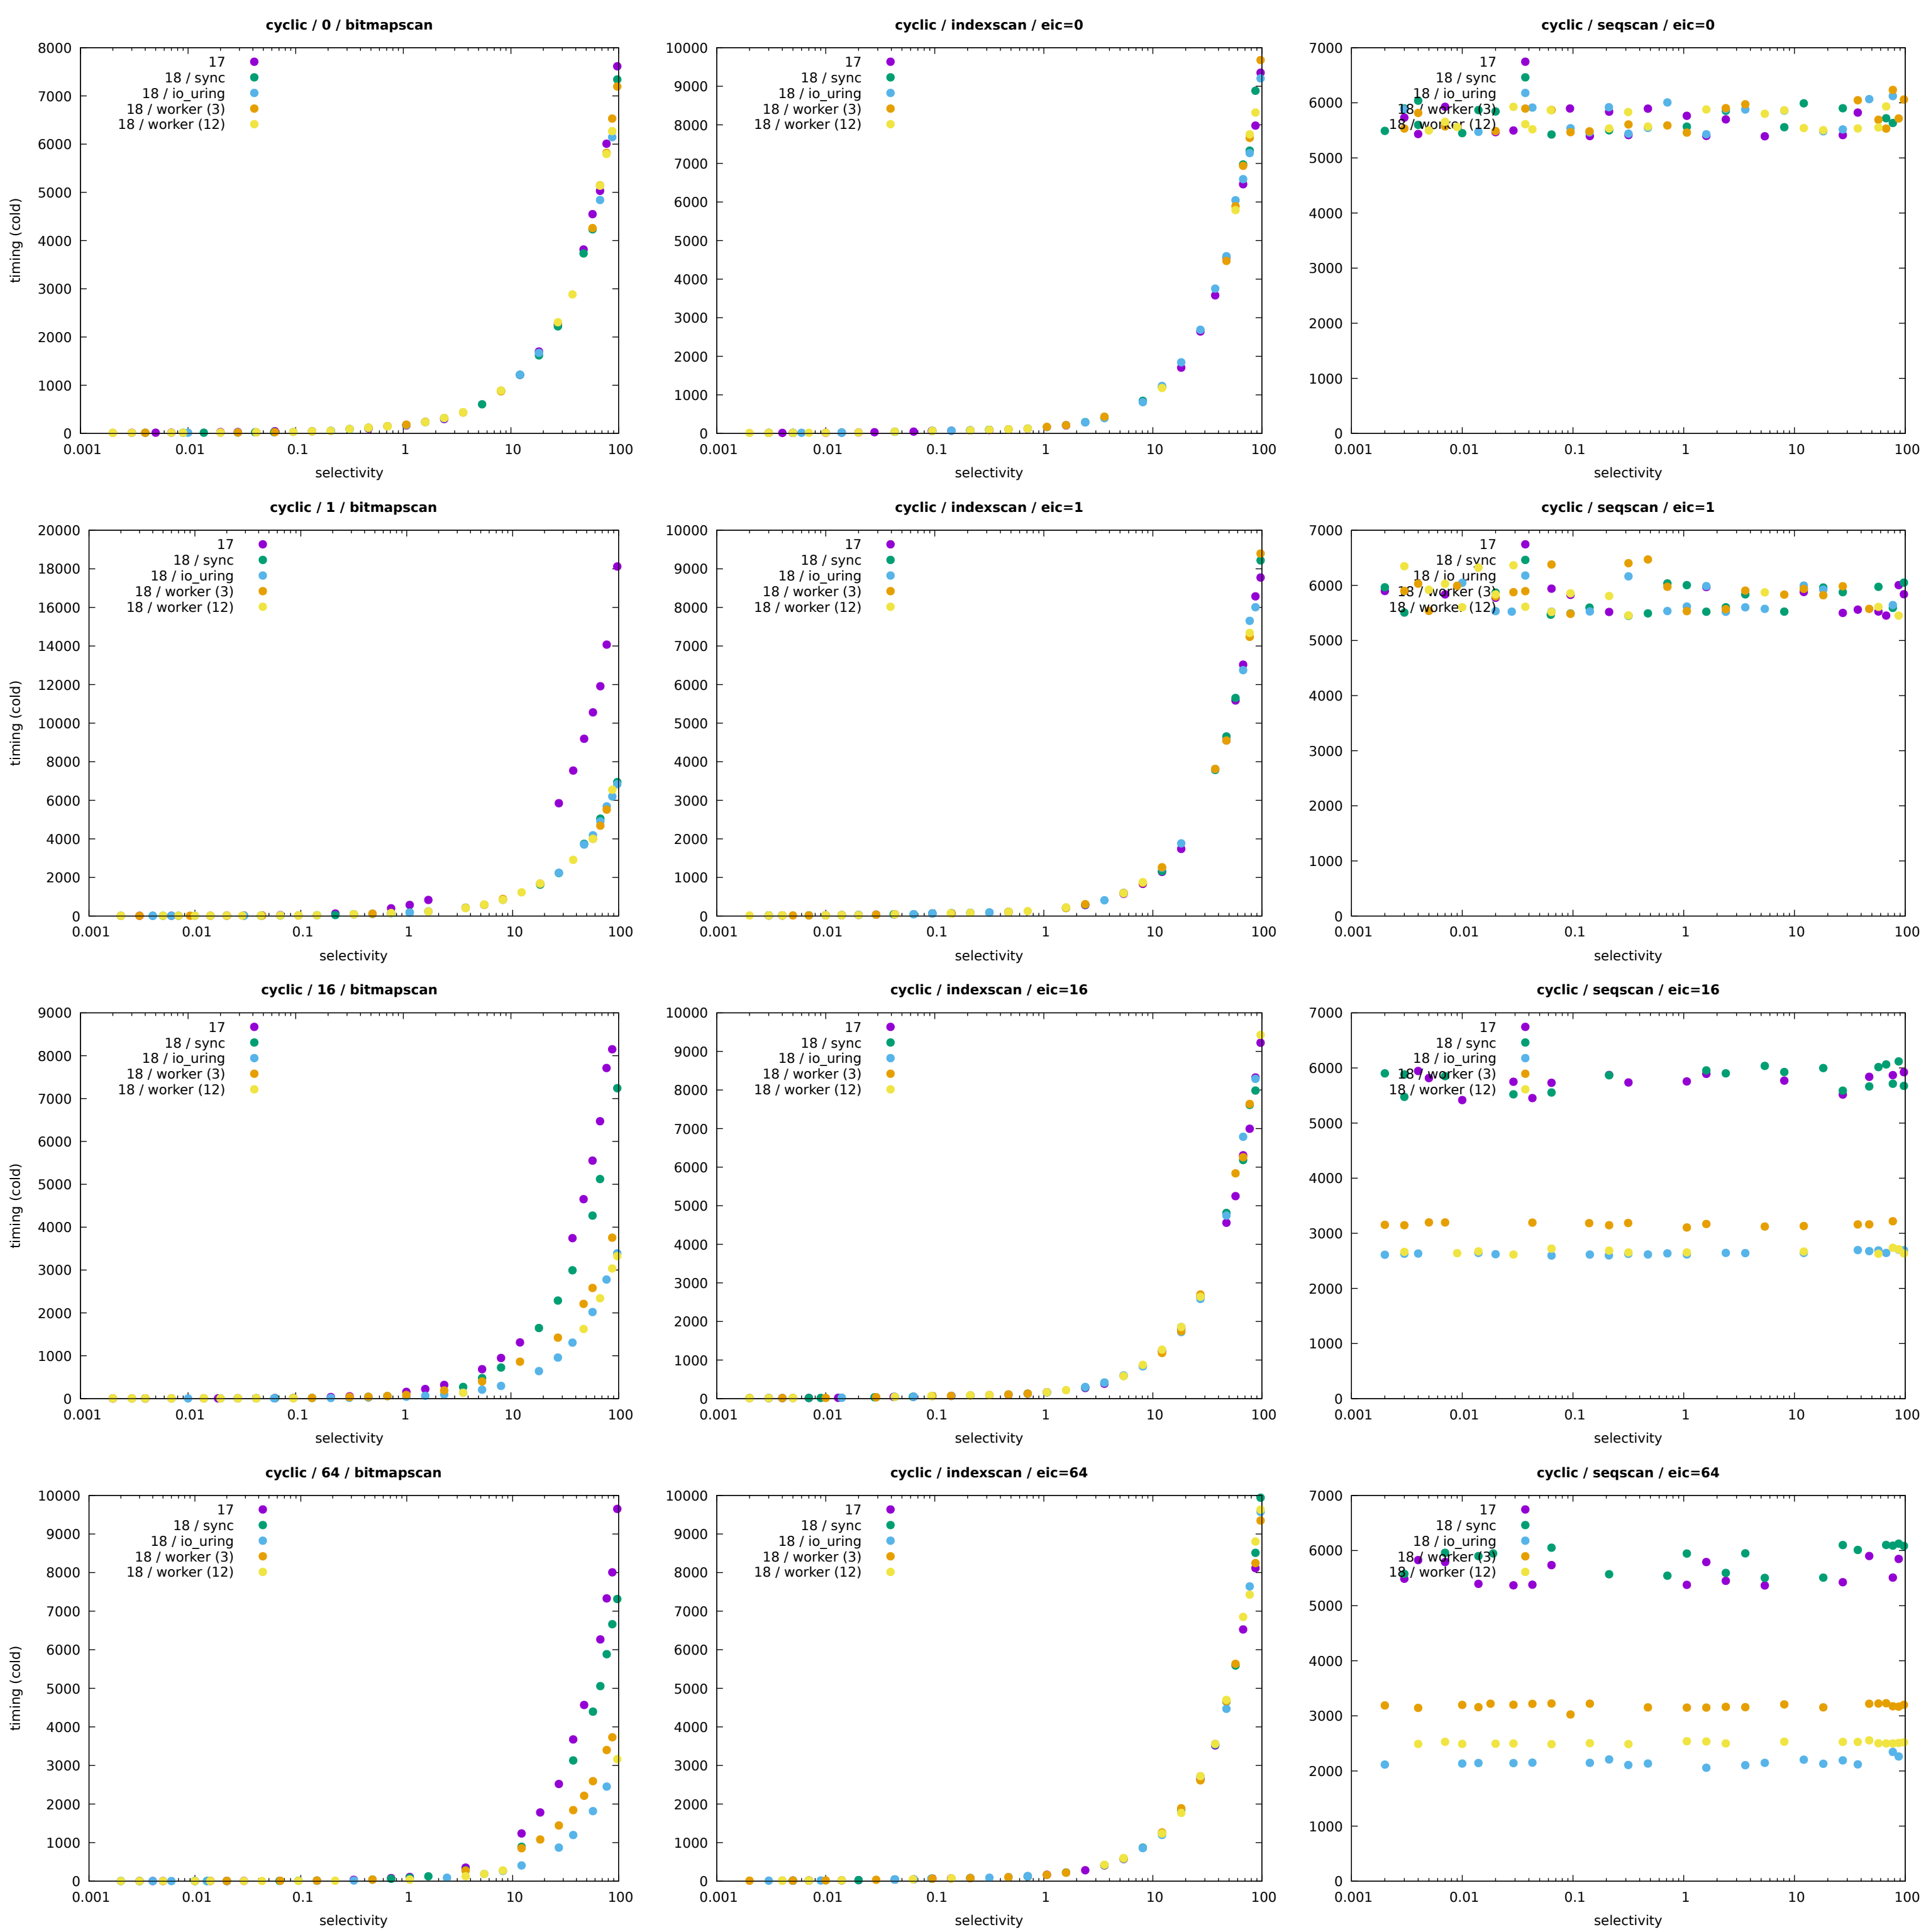 cyclic / 0 / bitmapscan
timing (cold)
8000
7000
6000
5000
4000
3000
2000
1000
0
17
18 / sync
18 / io_uring
18 / worker (3)
18 / worker (12)
0.001 0.01 0.1 1 10 100
selectivity
cyclic / indexscan / eic=0
10000
9000
8000
7000
6000
5000
4000
3000
2000
1000
0
17
18 / sync
18 / io_uring
18 / worker (3)
18 / worker (12)
0.001 0.01 0.1 1 10 100
selectivity
cyclic / seqscan / eic=0
7000
6000
5000
4000
3000
2000
1000
0
17
18 / sync
18 / io_uring
18 / worker (3)
18 / worker (12)
0.001 0.01 0.1 1 10 100
selectivity
cyclic / 1 / bitmapscan
timing (cold)
20000
18000
16000
14000
12000
10000
8000
6000
4000
2000
0
17
18 / sync
18 / io_uring
18 / worker (3)
18 / worker (12)
0.001 0.01 0.1 1 10 100
selectivity
cyclic / indexscan / eic=1
10000
9000
8000
7000
6000
5000
4000
3000
2000
1000
0
17
18 / sync
18 / io_uring
18 / worker (3)
18 / worker (12)
0.001 0.01 0.1 1 10 100
selectivity
cyclic / seqscan / eic=1
7000
6000
5000
4000
3000
2000
1000
0
17
18 / sync
18 / io_uring
18 / worker (3)
18 / worker (12)
0.001 0.01 0.1 1 10 100
selectivity
cyclic / 16 / bitmapscan
timing (cold)
9000
8000
7000
6000
5000
4000
3000
2000
1000
0
17
18 / sync
18 / io_uring
18 / worker (3)
18 / worker (12)
0.001 0.01 0.1 1 10 100
selectivity
cyclic / indexscan / eic=16
10000
9000
8000
7000
6000
5000
4000
3000
2000
1000
0
17
18 / sync
18 / io_uring
18 / worker (3)
18 / worker (12)
0.001 0.01 0.1 1 10 100
selectivity
cyclic / seqscan / eic=16
7000
6000
5000
4000
3000
2000
1000
0
17
18 / sync
18 / io_uring
18 / worker (3)
18 / worker (12)
0.001 0.01 0.1 1 10 100
selectivity
cyclic / 64 / bitmapscan
timing (cold)
10000
9000
8000
7000
6000
5000
4000
3000
2000
1000
0
17
18 / sync
18 / io_uring
18 / worker (3)
18 / worker (12)
0.001 0.01 0.1 1 10 100
selectivity
cyclic / indexscan / eic=64
10000
9000
8000
7000
6000
5000
4000
3000
2000
1000
0
17
18 / sync
18 / io_uring
18 / worker (3)
18 / worker (12)
0.001 0.01 0.1 1 10 100
selectivity
cyclic / seqscan / eic=64
7000
6000
5000
4000
3000
2000
1000
0
17
18 / sync
18 / io_uring
18 / worker (3)
18 / worker (12)
0.001 0.01 0.1 1 10 100
selectivity